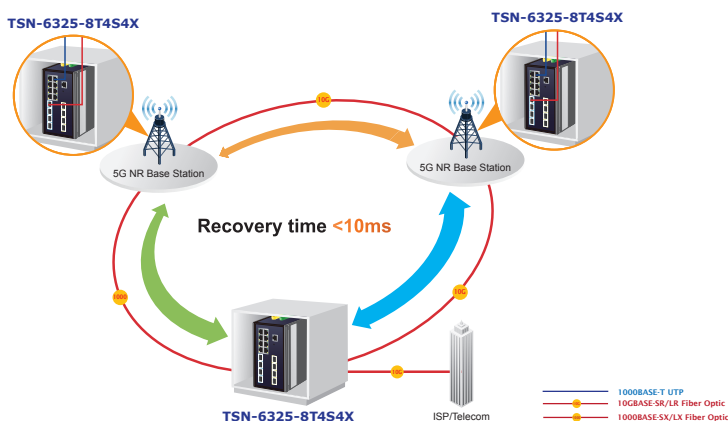 TSN-6325-8T4S4X
TSN-6325-8T4S4X
10G
5G NR Base Station
5G NR Base Station
Recovery time <10ms
1000
10G
10G
TSN-6325-8T4S4X
ISP/Telecom
1000BASE-T UTP
10GBASE-SR/LR Fiber Optic
1000BASE-SX/LX Fiber Optic